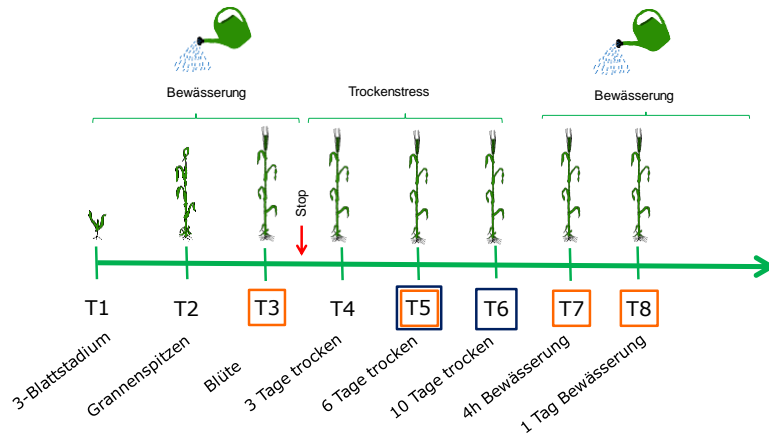 Bewässerung
Trockenstress
Bewässerung
Stop
T1
T2
T3
T4
T5
T6
T7
T8
3-Blattstadium
Grannenspitzen
Blüte
3 Tage trocken
6 Tage trocken
10 Tage trocken
4h Bewässerung
1 Tag Bewässerung